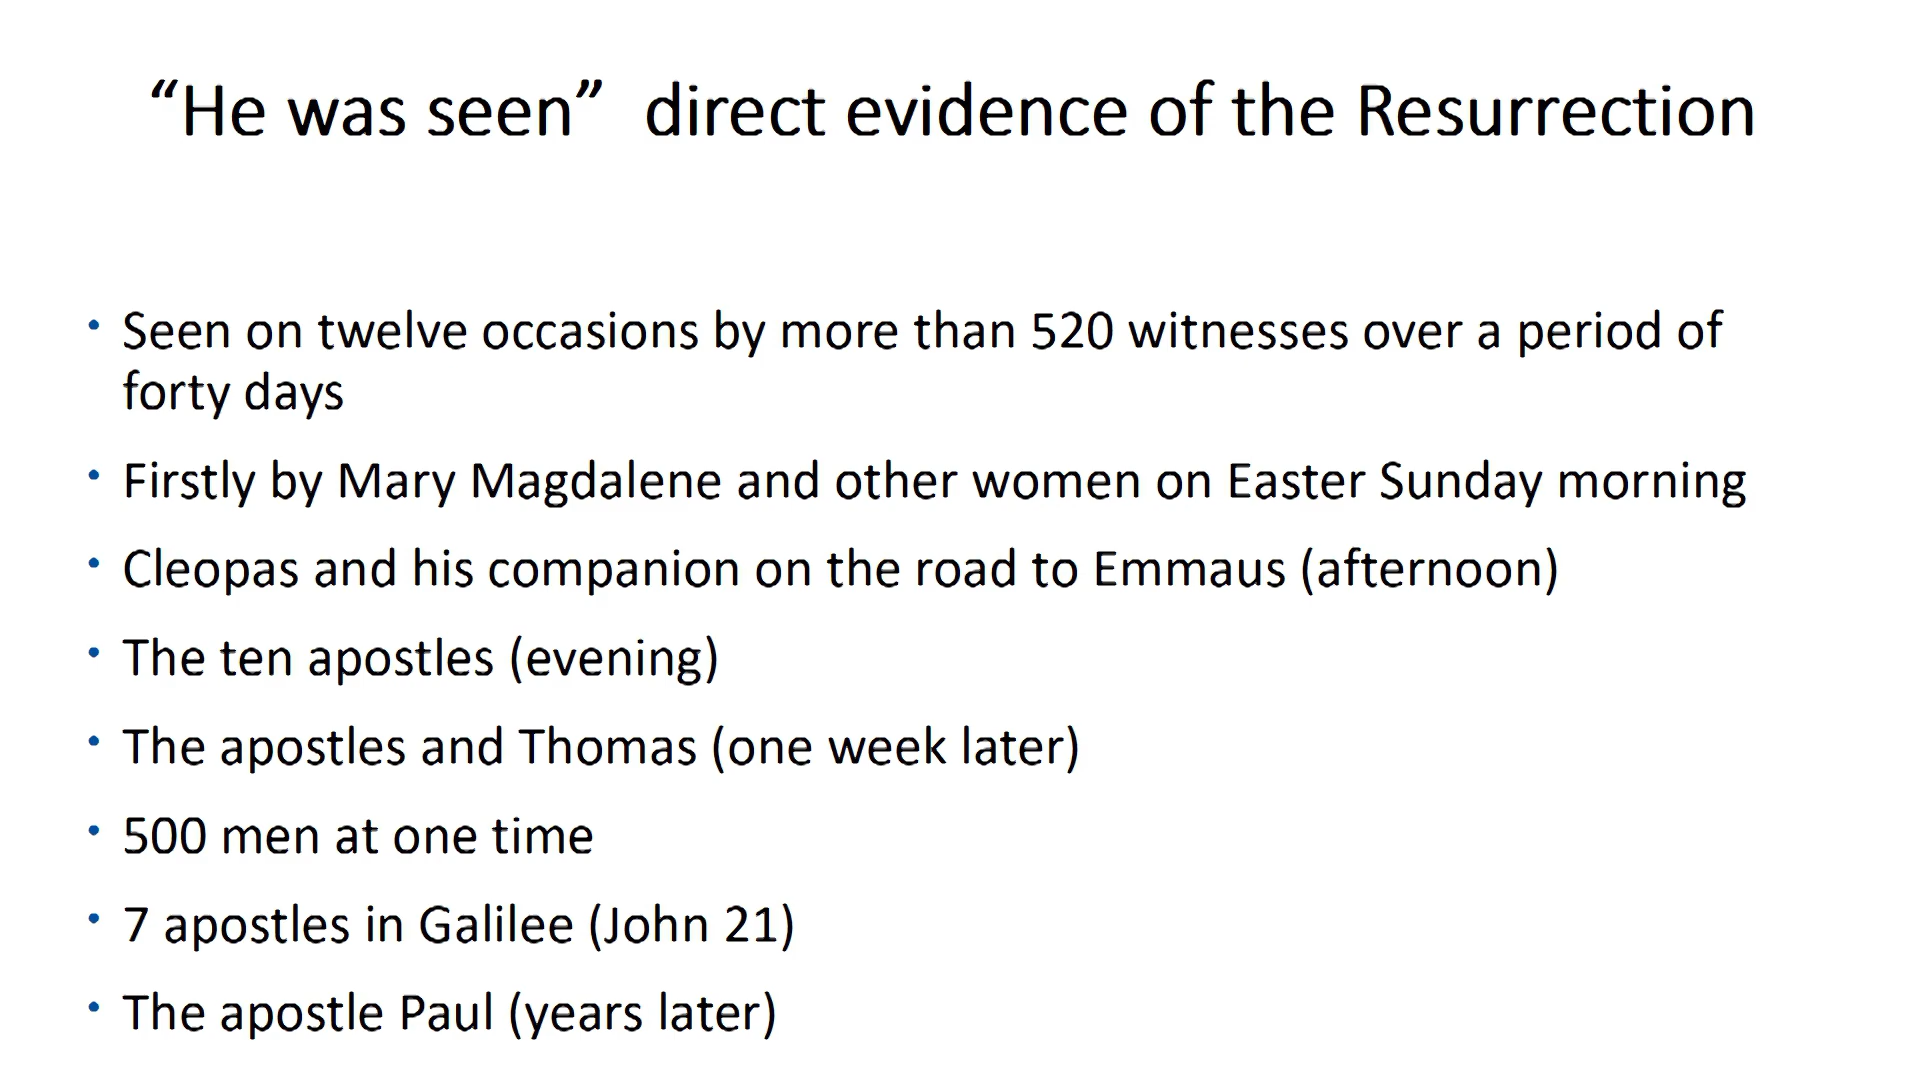 “He was seen”  direct evidence of the Resurrection
• Seen on twelve occasions by more than 520 witnesses over a period of
forty days
• Firstly by Mary Magdalene and other women on Easter Sunday morning
• Cleopas and his companion on the road to Emmaus (afternoon)
• The ten apostles (evening)
• The apostles and Thomas (one week later)
• 500 men at one time
• 7 apostles in Galilee (John 21)
• The apostle Paul (years later)